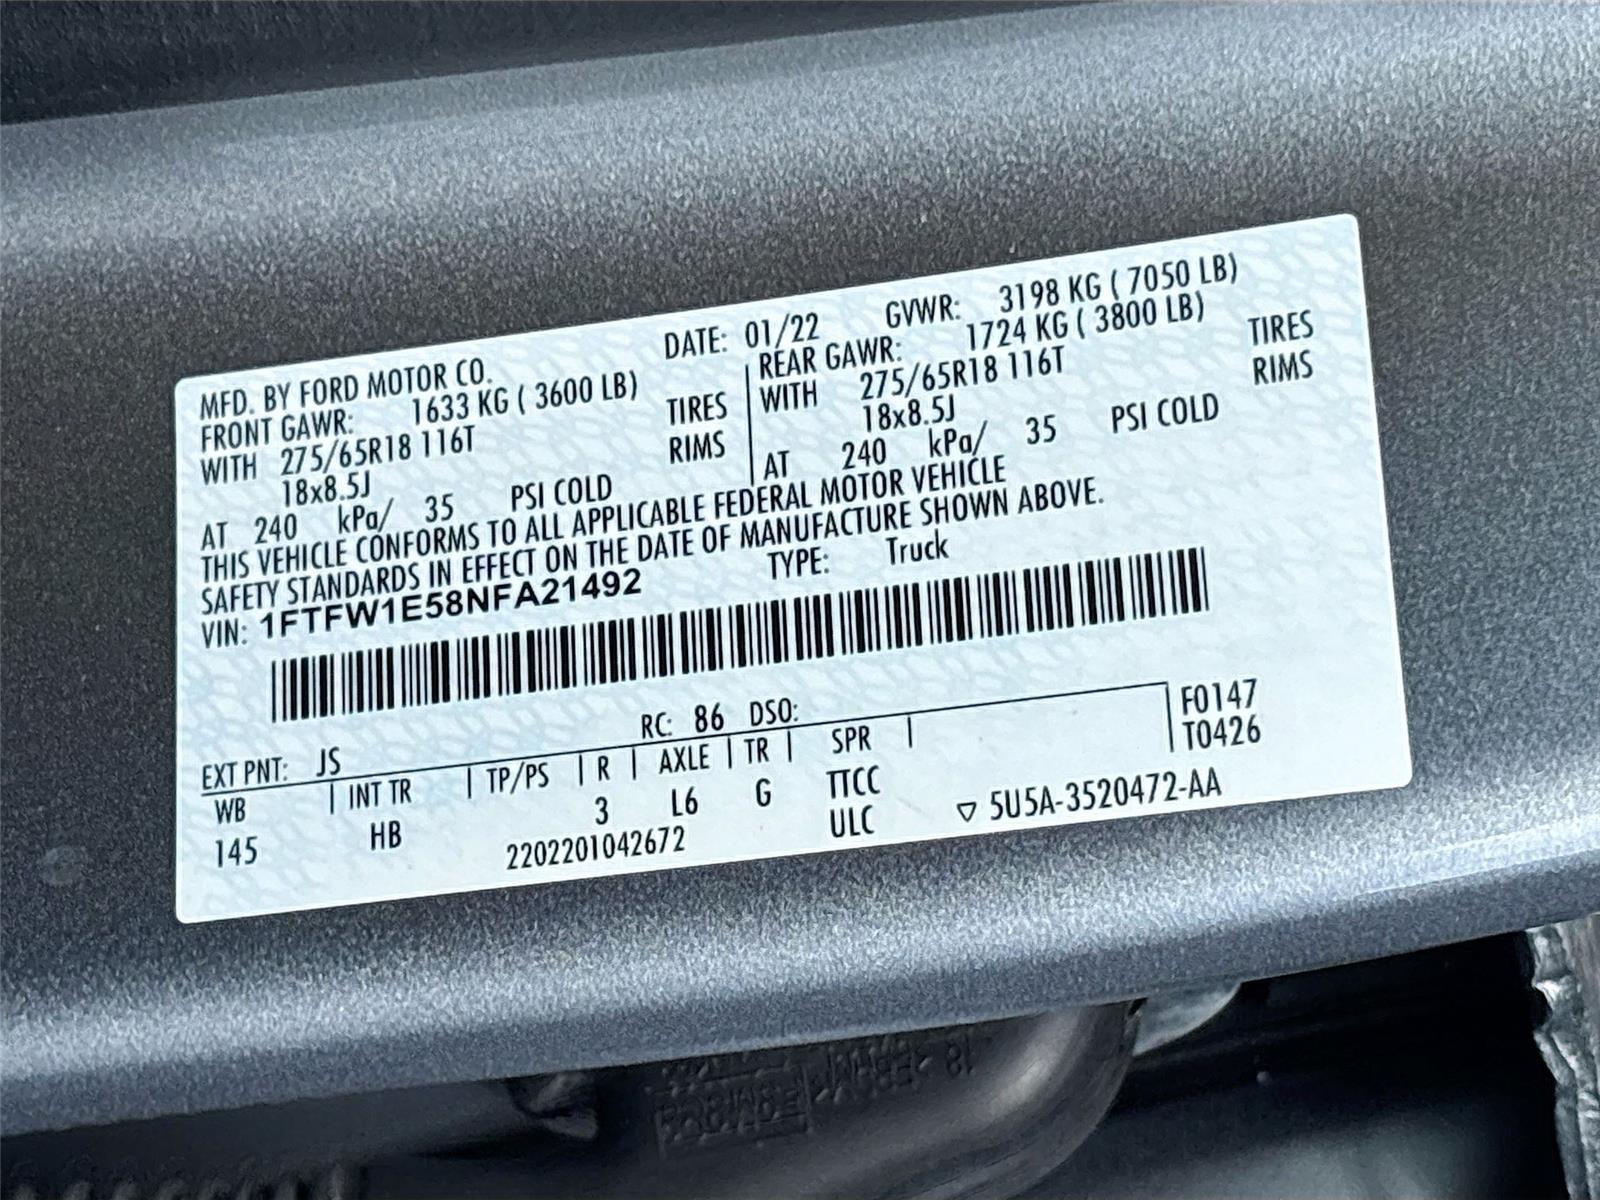 MFD. BY FORD MOTOR CO. DATE: 01/22 GVWR: 3198 KG ( 7050 LB)
FRONT GAWR: 1633 KG ( 3600 LB) REAR GAWR: 1724 KG ( 3800 LB)
WITH 275/65R18 116T TIRES WITH 275/65R18 116T TIRES
18x8.5J RIMS 18x8.5J RIMS
AT 240 kPa/ 35 PSI COLD AT 240 kPa/ 35 PSI COLD
THIS VEHICLE CONFORMS TO ALL APPLICABLE FEDERAL MOTOR VEHICLE
SAFETY STANDARDS IN EFFECT ON THE DATE OF MANUFACTURE SHOWN ABOVE.
VIN: 1FTFW1E58NFA21492 TYPE: Truck
EXT PNT: JS RC: 86 DSO: F0147
WB INT TR TP/PS R AXLE TR SPR T0426
145 HB 3 L6 G TTCC
2202201042672 ULC 5U5A-3520472-AA